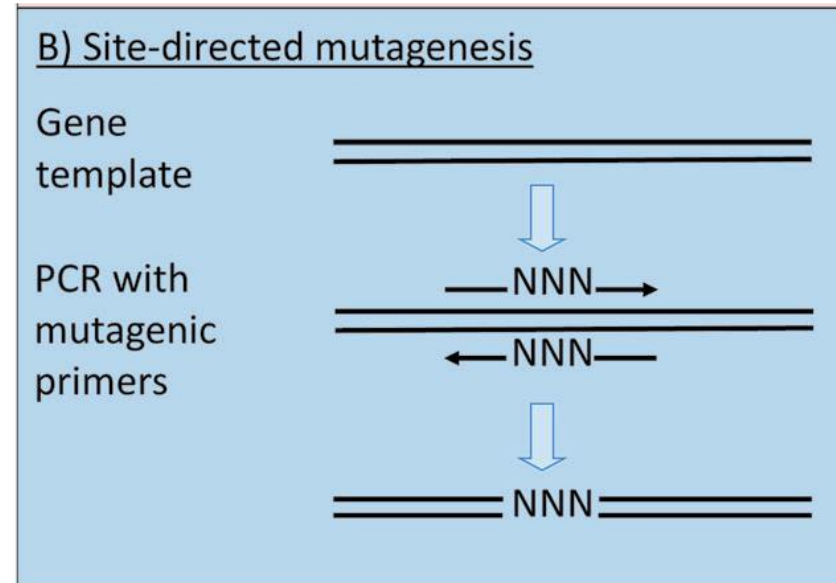 B) Site-directed mutagenesis
Gene
template
PCR with
mutagenic
primers
NNN
NNN
NNN